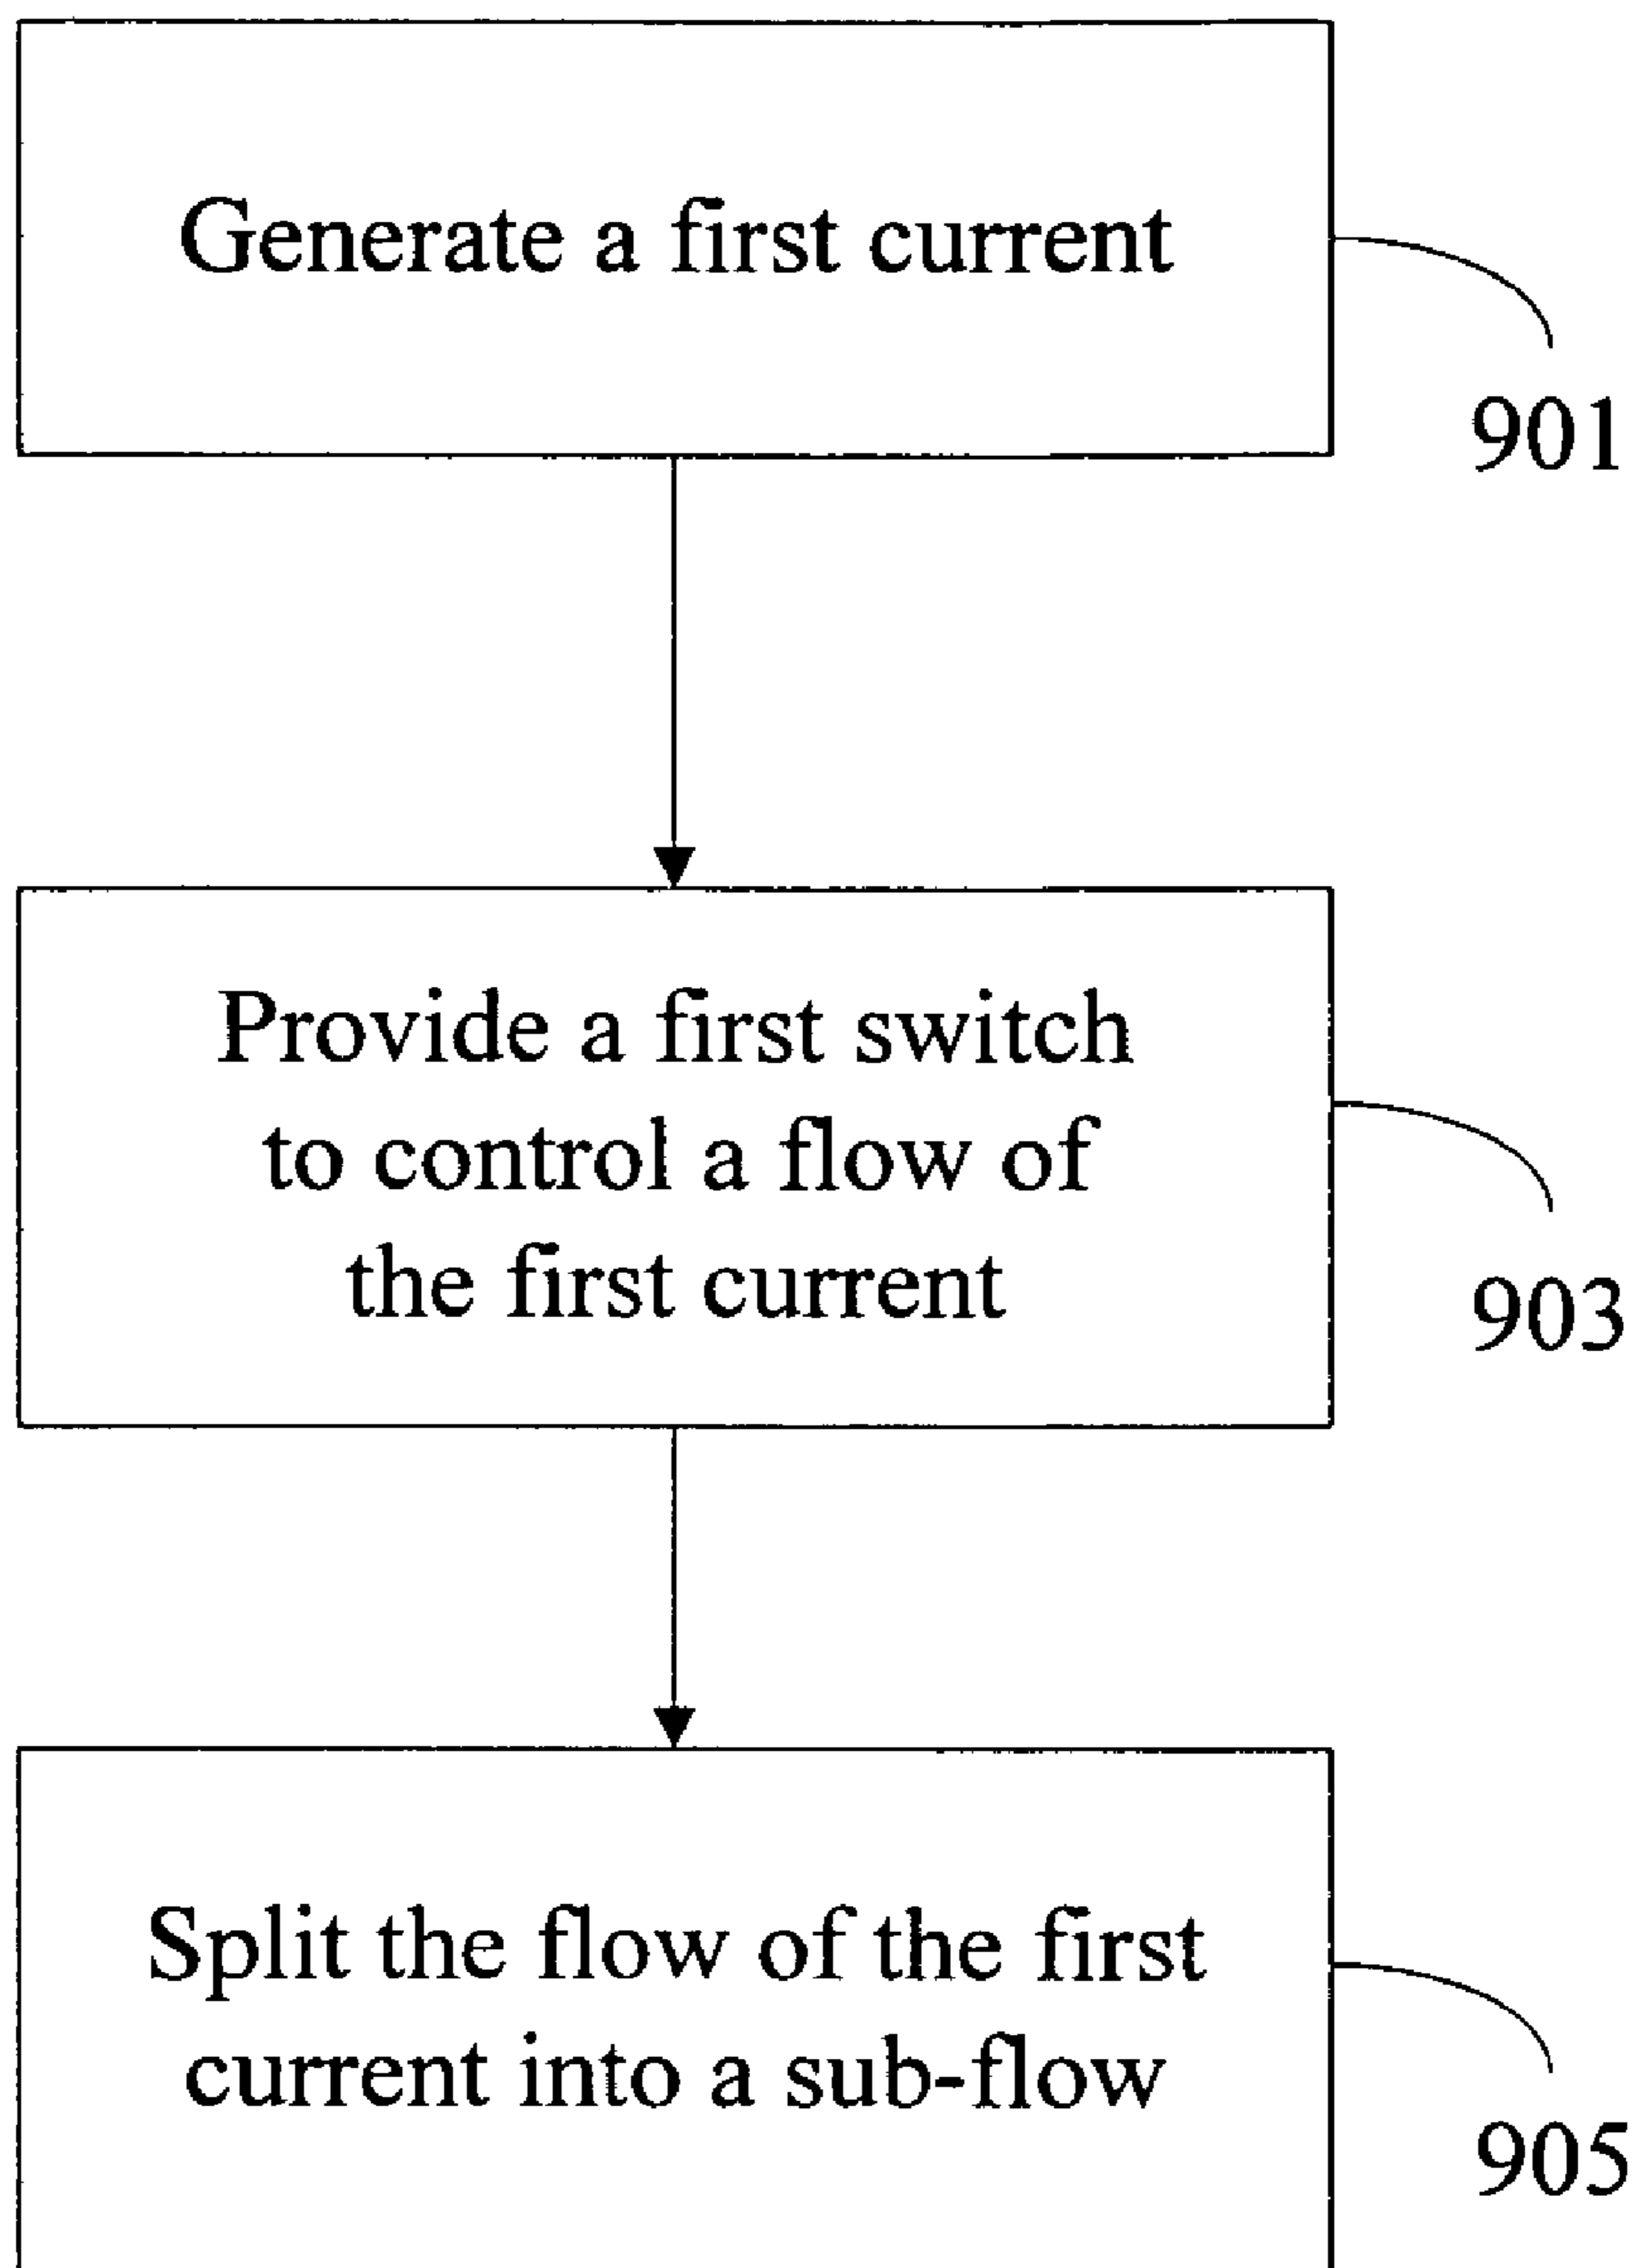 Generate a first current
901
Provide a first switch
to control a flow of
the first current
903
Split the flow of the first
current into a sub-flow
905